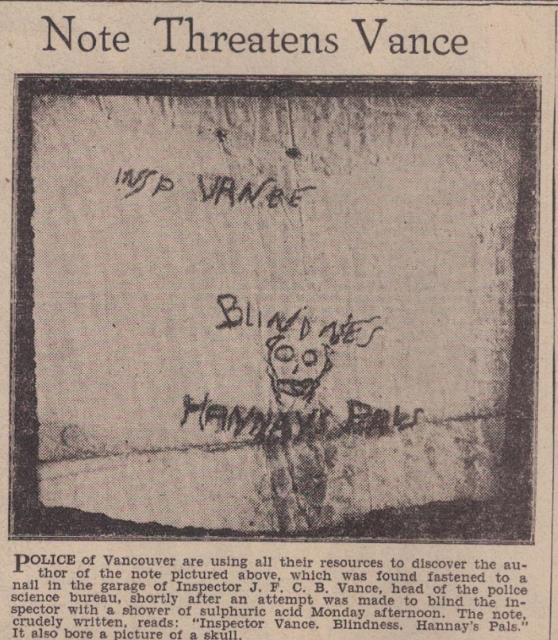 Note Threatens Vance
INSP VANCE
BLINDNES
HANNAY'S PALS
POLICE of Vancouver are using all their resources to discover the au-
thor of the note pictured above, which was found fastened to a
nail in the garage of Inspector J. F. C. B. Vance, head of the police
science bureau, shortly after an attempt was made to blind the in-
spector with a shower of sulphuric acid Monday afternoon. The note,
crudely written, reads: "Inspector Vance. Blindness. Hannay's Pals."
It also bore a picture of a skull.